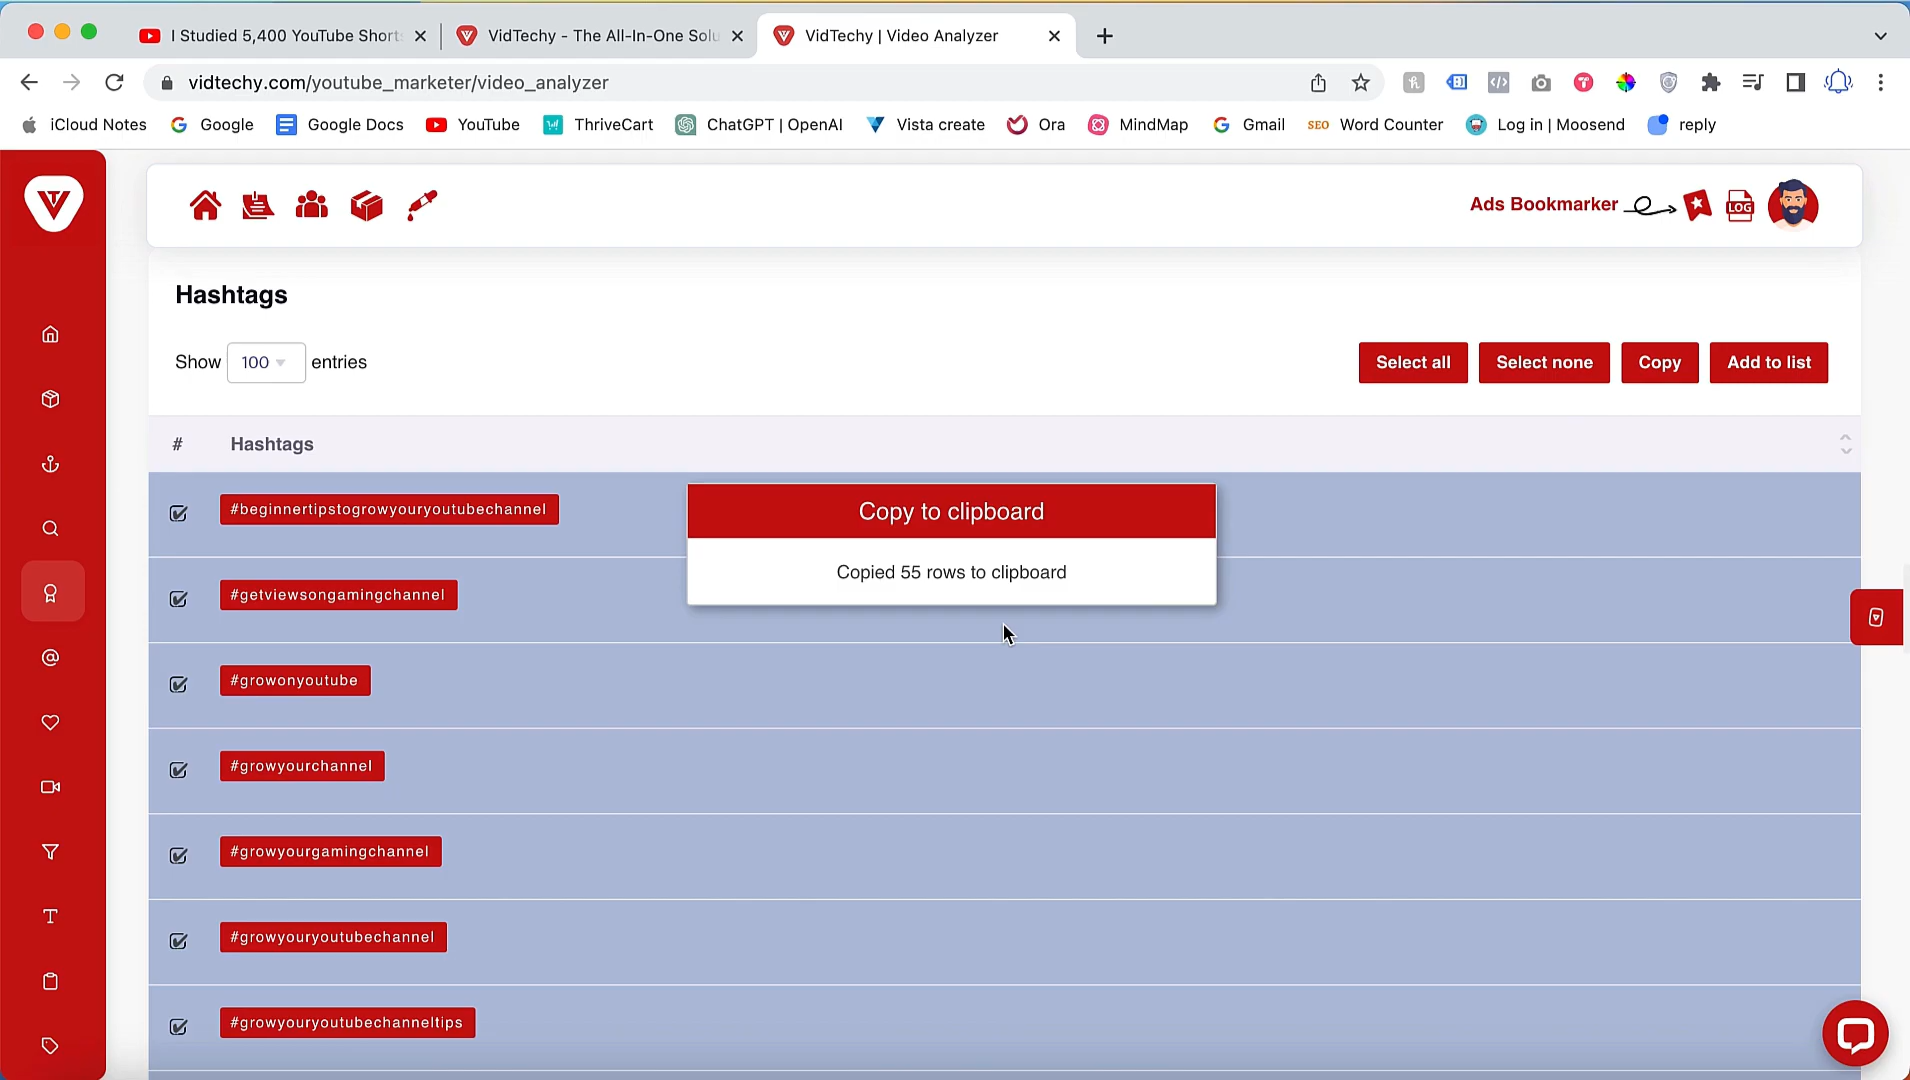 I Studied 5,400 YouTube Short
VidTechy - The All-In-One Solu
VidTechy | Video Analyzer
vidtechy.com/youtube_marketer/video_analyzer
iCloud Notes
Google
Google Docs
YouTube
ThriveCart
ChatGPT | OpenAI
Vista create
Ora
MindMap
Gmail
SEO Word Counter
Log in | Moosend
reply
Ads Bookmarker
LOG
Hashtags
Show 100 entries
Select all
Select none
Copy
Add to list
# Hashtags
#beginnertipstogrowyouryoutubechannel
Copy to clipboard
Copied 55 rows to clipboard
#getviewsongamingchannel
#growonyoutube
#growyourchannel
#growyourgamingchannel
#growyouryoutubechannel
#growyouryoutubechanneltips